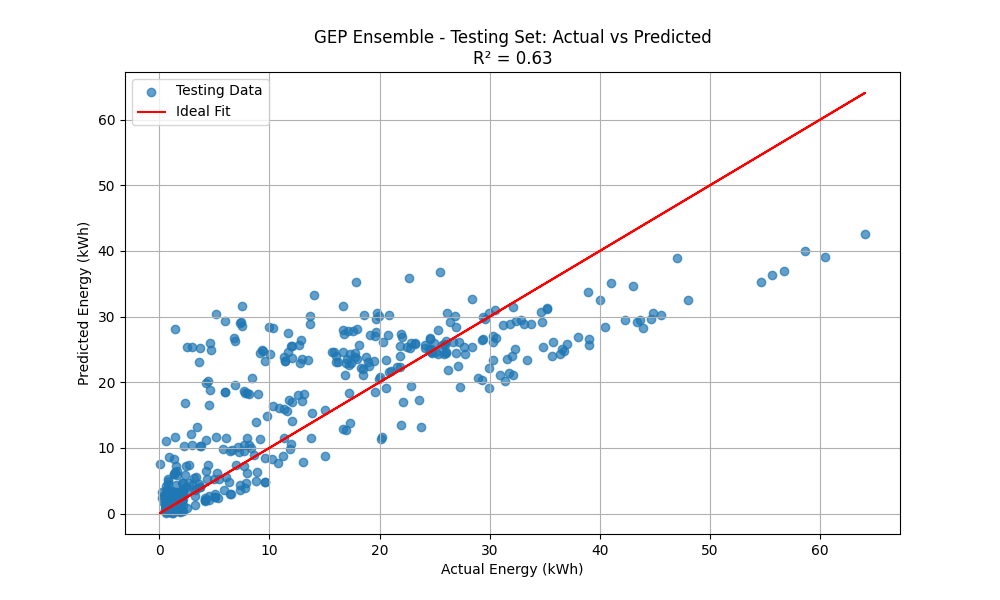 GEP Ensemble - Testing Set: Actual vs Predicted
R² = 0.63
Testing Data
Ideal Fit
Predicted Energy (kWh)
60
50
40
30
20
10
0
0 10 20 30 40 50 60
Actual Energy (kWh)